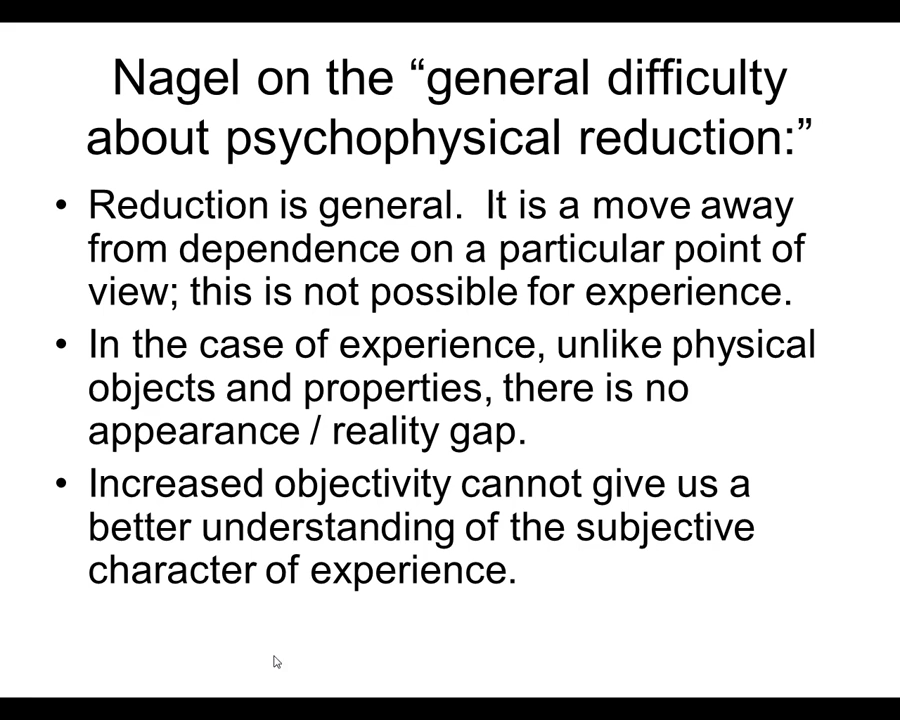 Nagel on the “general difficulty
about psychophysical reduction:”
• Reduction is general.  It is a move away
from dependence on a particular point of
view; this is not possible for experience.
• In the case of experience, unlike physical
objects and properties, there is no
appearance / reality gap.
• Increased objectivity cannot give us a
better understanding of the subjective
character of experience.